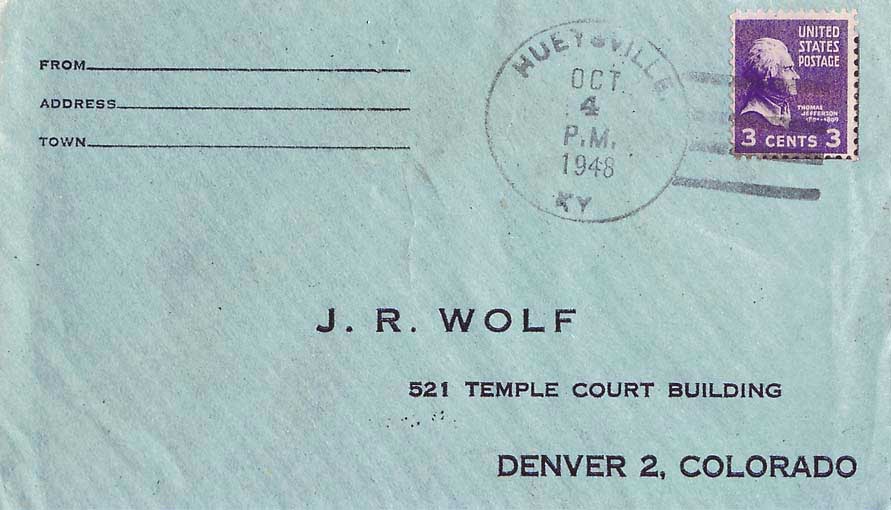 FROM
ADDRESS
TOWN
HUEYSVILLE,
OCT
4
P.M.
1948
KY
UNITED
STATES
POSTAGE
THOMAS
JEFFERSON
3 CENTS 3
J. R. WOLF
521 TEMPLE COURT BUILDING
DENVER 2, COLORADO